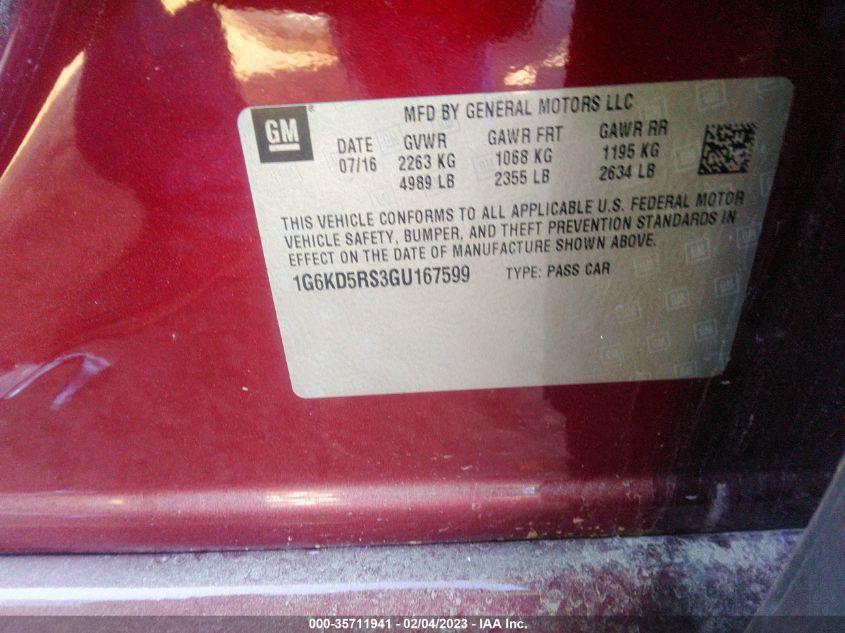 MFD BY GENERAL MOTORS LLC
GM®
DATE GVWR GAWR FRT GAWR RR
07/16 2263 KG 1068 KG 1195 KG
4989 LB 2355 LB 2634 LB
THIS VEHICLE CONFORMS TO ALL APPLICABLE U.S. FEDERAL MOTOR
VEHICLE SAFETY, BUMPER, AND THEFT PREVENTION STANDARDS IN
EFFECT ON THE DATE OF MANUFACTURE SHOWN ABOVE.
1G6KD5RS3GU167599 TYPE: PASS CAR
000-35711941 - 02/04/2023 - IAA Inc.